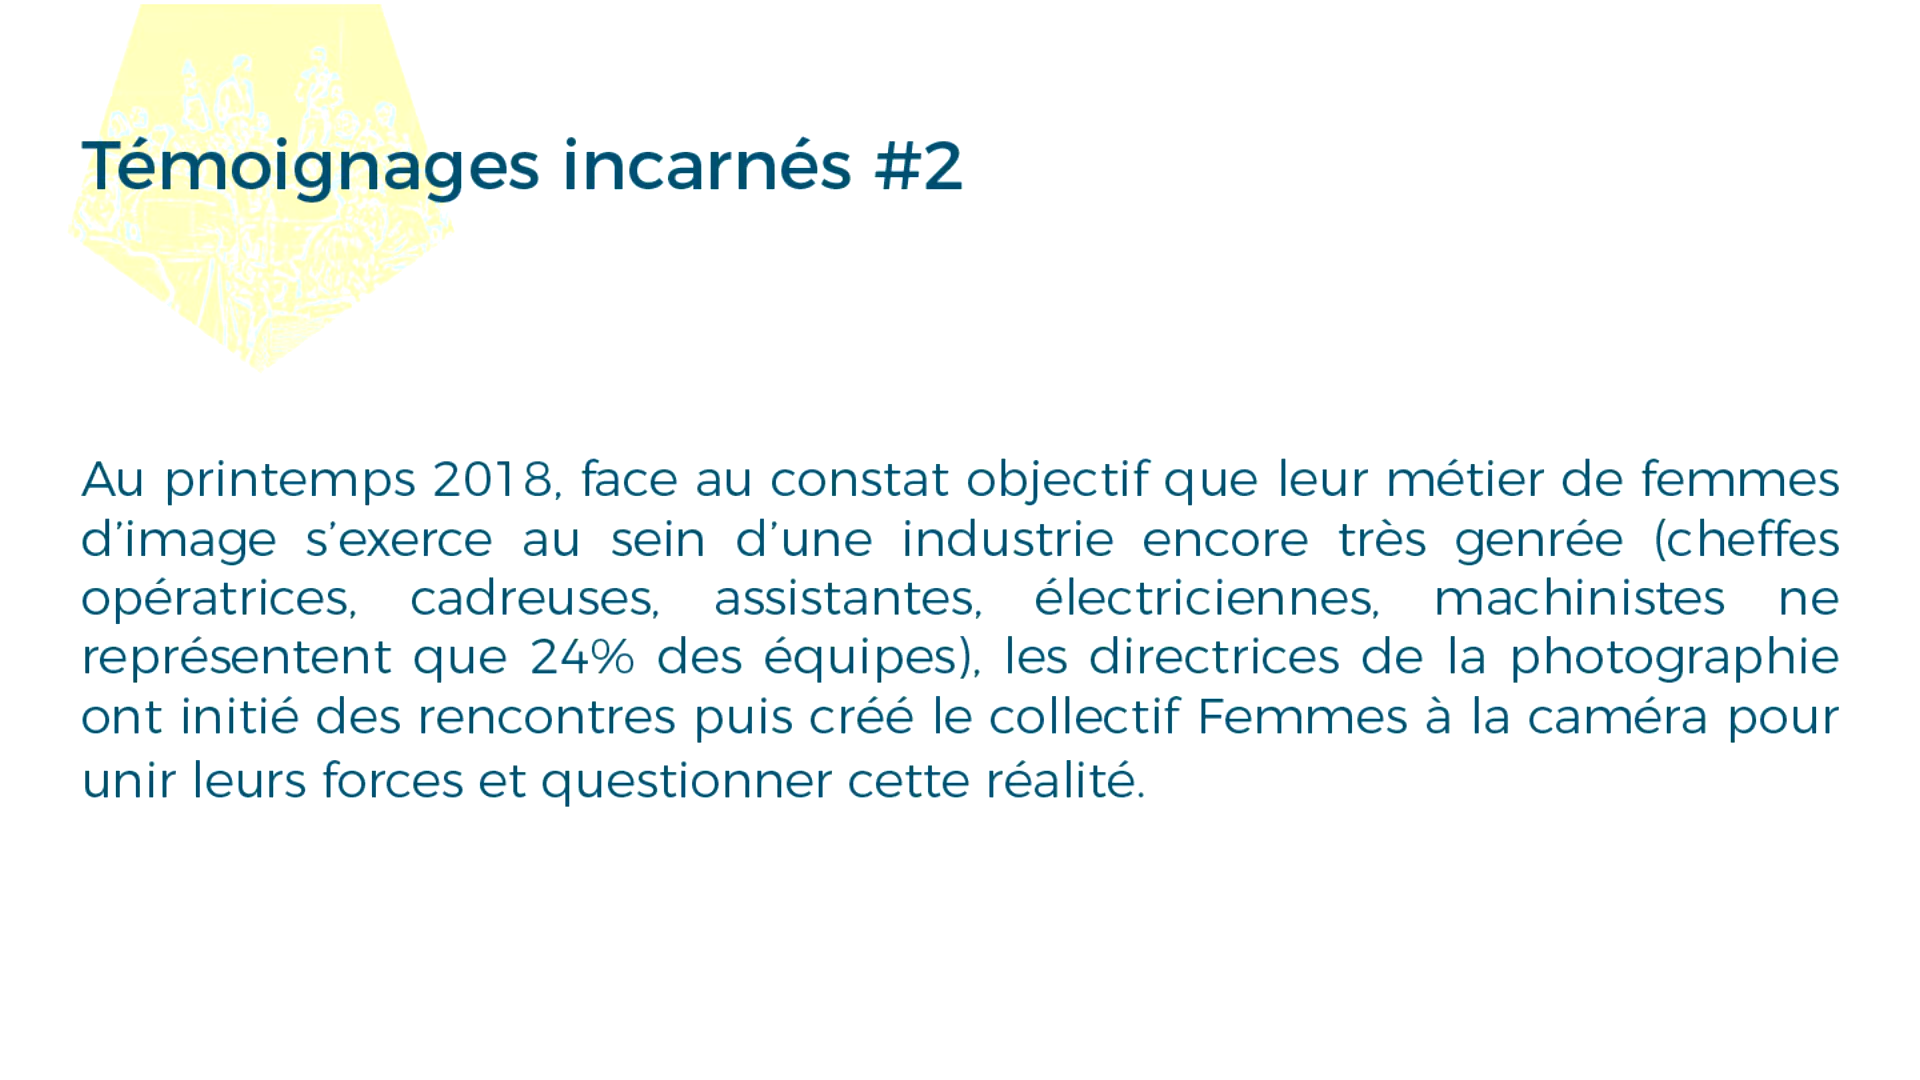 Témoignages incarnés #2
Au printemps 2018, face au constat objectif que leur métier de femmes
d’image s’exerce au sein d’une industrie encore très genrée (cheffes
opératrices, cadreuses, assistantes, électriciennes, machinistes ne
représentent que 24% des équipes), les directrices de la photographie
ont initié des rencontres puis créé le collectif Femmes à la caméra pour
unir leurs forces et questionner cette réalité.